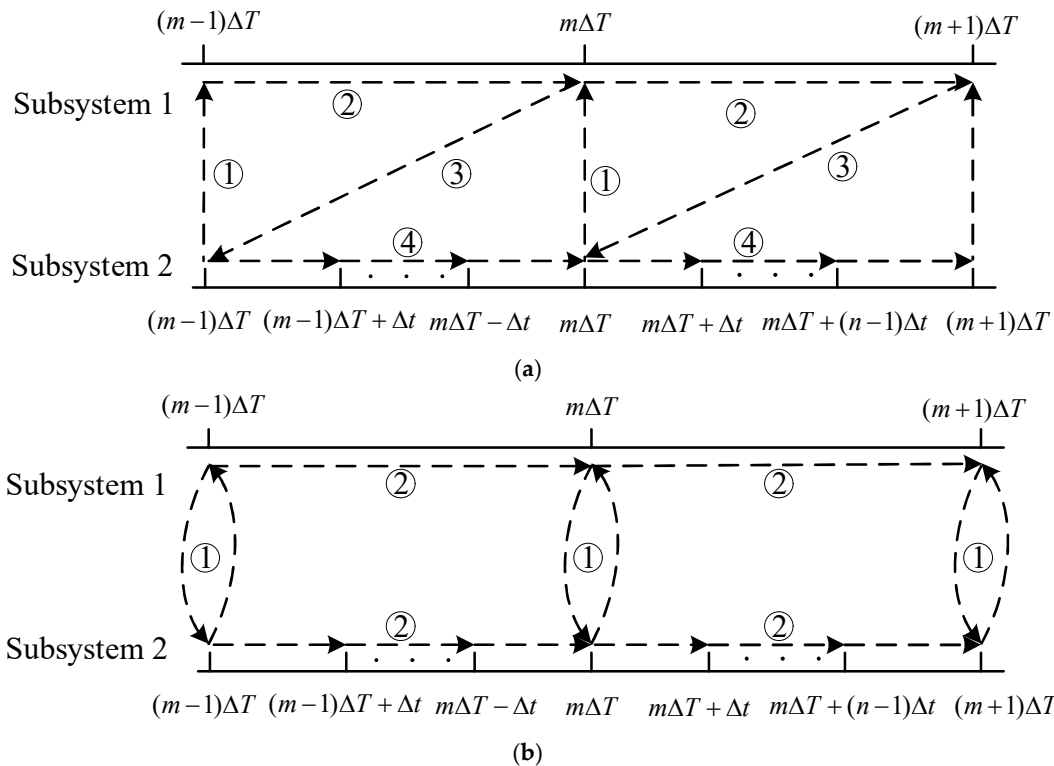 (m−1)ΔT mΔT (m+1)ΔT
Subsystem 1
② ②
① ③ ① ③
④ ④
Subsystem 2
. . . . . .
(m−1)ΔT (m−1)ΔT + Δt mΔT − Δt mΔT mΔT + Δt mΔT + (n−1)Δt (m+1)ΔT
(a)
(m−1)ΔT mΔT (m+1)ΔT
Subsystem 1
② ②
① ① ①
② ②
Subsystem 2
. . . . . .
(m−1)ΔT (m−1)ΔT + Δt mΔT − Δt mΔT mΔT + Δt mΔT + (n−1)Δt (m+1)ΔT
(b)